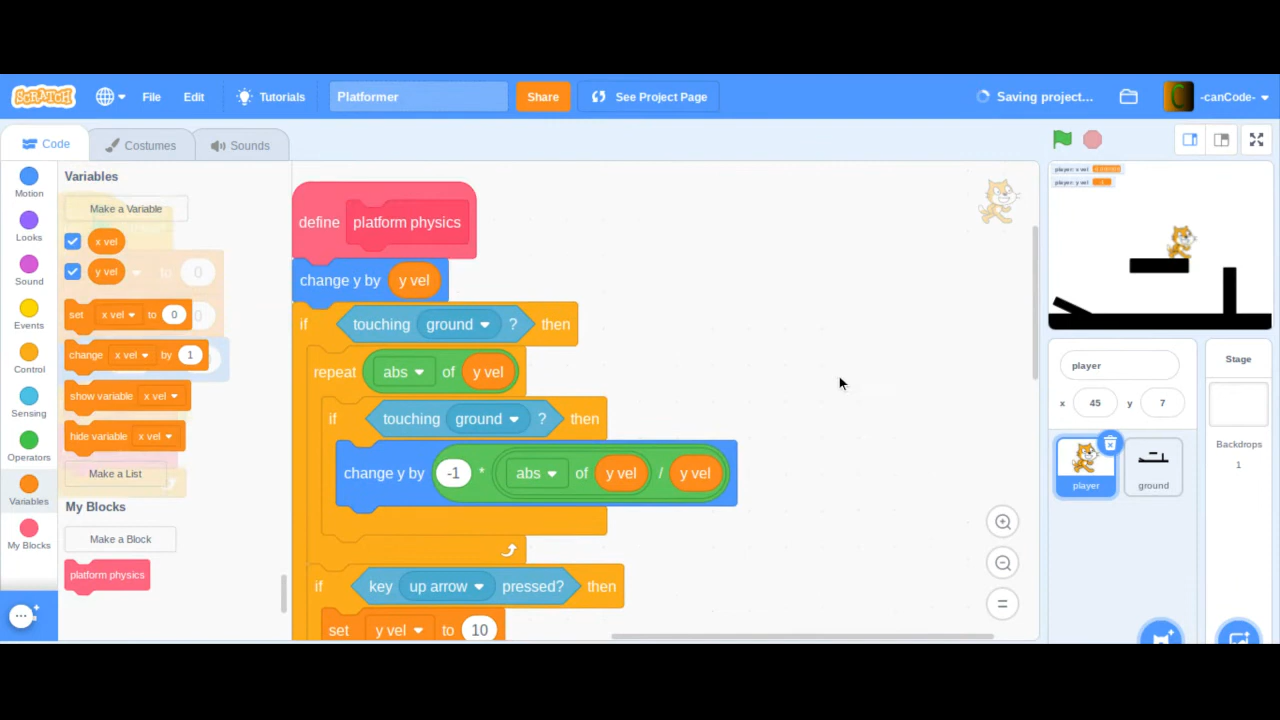 SCRATCH File Edit Tutorials Platformer Share See Project Page Saving project... -canCode-
Code Costumes Sounds
Motion
Looks
Sound
Events
Control
Sensing
Operators
Variables
My Blocks
Variables
Make a Variable
x vel
y vel
to 0
set x vel to 0
change x vel by 1
show variable x vel
hide variable x vel
Make a List
My Blocks
Make a Block
platform physics
define platform physics
change y by y vel
if touching ground ? then
repeat abs of y vel
if touching ground ? then
change y by -1 * abs of y vel / y vel
if key up arrow pressed? then
set y vel to 10
player: x vel
player: y vel
player
x 45 y 7
player
ground
Stage
Backdrops
1